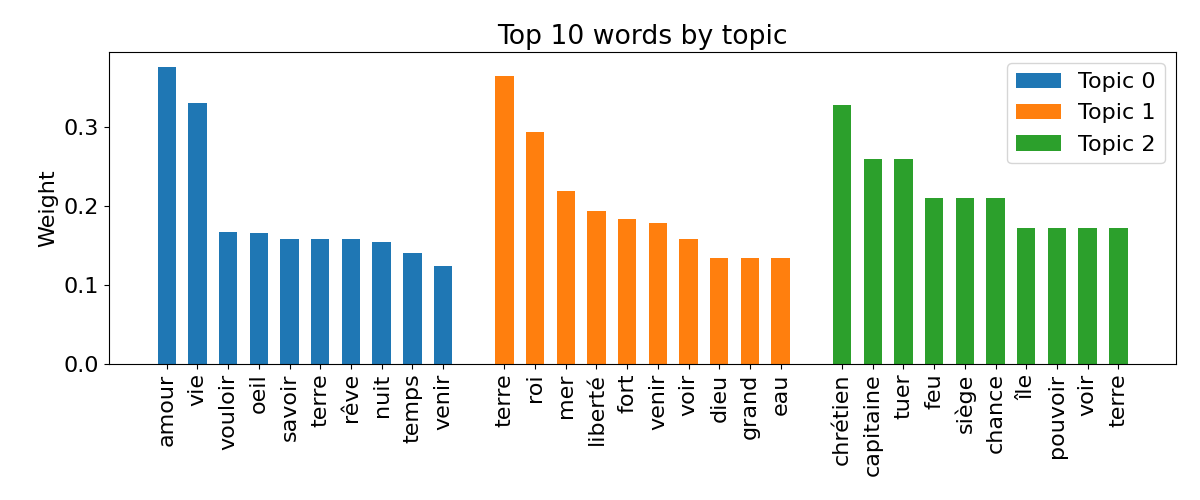 Top 10 words by topic
Weight
0.3
0.2
0.1
0.0
Topic 0
Topic 1
Topic 2
amour
vie
vouloir
oeil
savoir
terre
rêve
nuit
temps
venir
terre
roi
mer
liberté
fort
venir
voir
dieu
grand
eau
chrétien
capitaine
tuer
feu
siège
chance
île
pouvoir
voir
terre